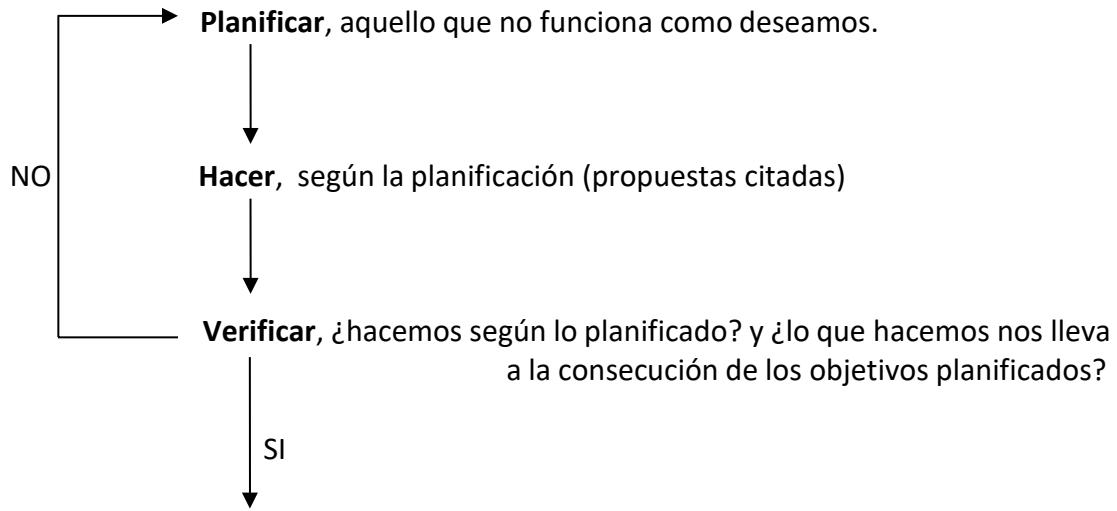 Planificar, aquello que no funciona como deseamos.
NO
Hacer, según la planificación (propuestas citadas)
Verificar, ¿hacemos según lo planificado? y ¿lo que hacemos nos lleva
a la consecución de los objetivos planificados?
SI